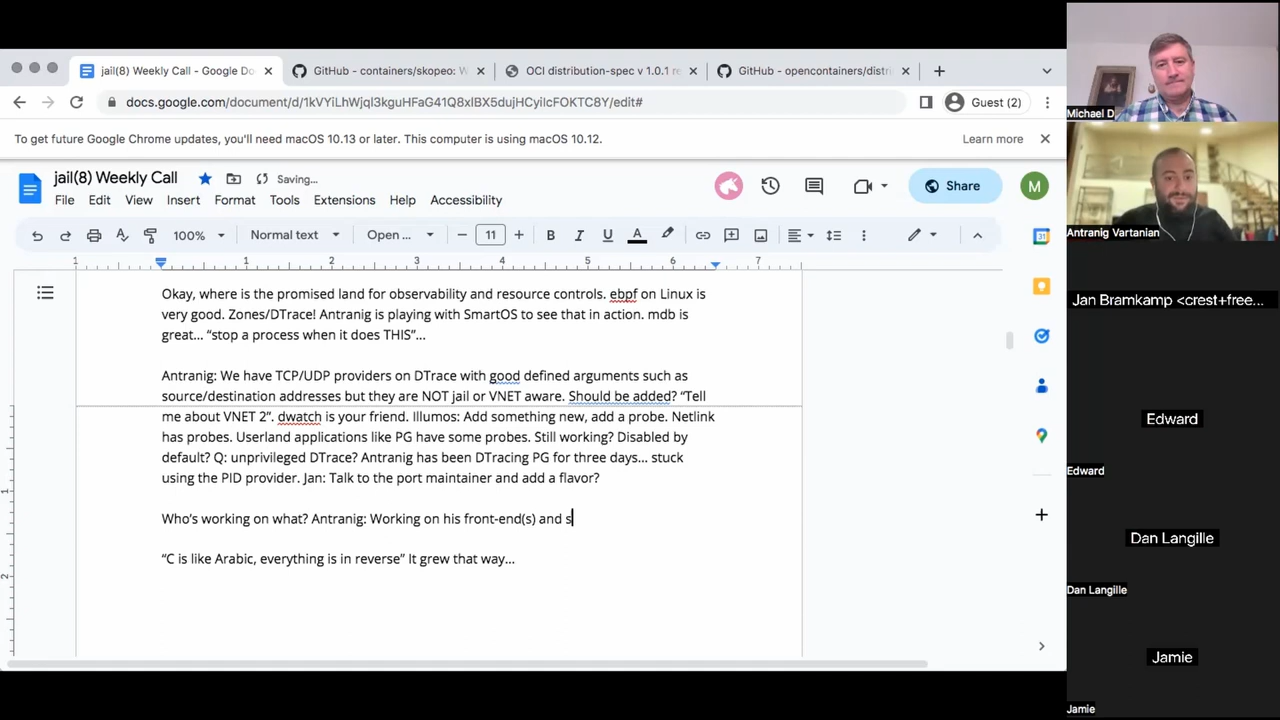 jail(8) Weekly Call - Google Do
GitHub - containers/skopeo: W
OCI distribution-spec v 1.0.1 re
GitHub - opencontainers/distri
docs.google.com/document/d/1kVYiLhWjqI3kguHFaG41Q8xlBX5dujHCyiIcFOKTC8Y/edit#
Guest (2)
To get future Google Chrome updates, you'll need macOS 10.13 or later. This computer is using macOS 10.12.
Learn more
jail(8) Weekly Call
Saving...
Share
M
File Edit View Insert Format Tools Extensions Help Accessibility
100% Normal text Open ... 11 B I U A
1 1 2 3 4 5 6 7
Okay, where is the promised land for observability and resource controls. ebpf on Linux is
very good. Zones/DTrace! Antranig is playing with SmartOS to see that in action. mdb is
great... “stop a process when it does THIS”...
Antranig: We have TCP/UDP providers on DTrace with good defined arguments such as
source/destination addresses but they are NOT jail or VNET aware. Should be added? “Tell
me about VNET 2”. dwatch is your friend. Illumos: Add something new, add a probe. Netlink
has probes. Userland applications like PG have some probes. Still working? Disabled by
default? Q: unprivileged DTrace? Antranig has been DTracing PG for three days... stuck
using the PID provider. Jan: Talk to the port maintainer and add a flavor?
Who’s working on what? Antranig: Working on his front-end(s) and s
“C is like Arabic, everything is in reverse” It grew that way...
1
2
Michael D
Antranig Vartanian
Jan Bramkamp <crest+free...
Edward
Edward
Dan Langille
Dan Langille
Jamie
Jamie